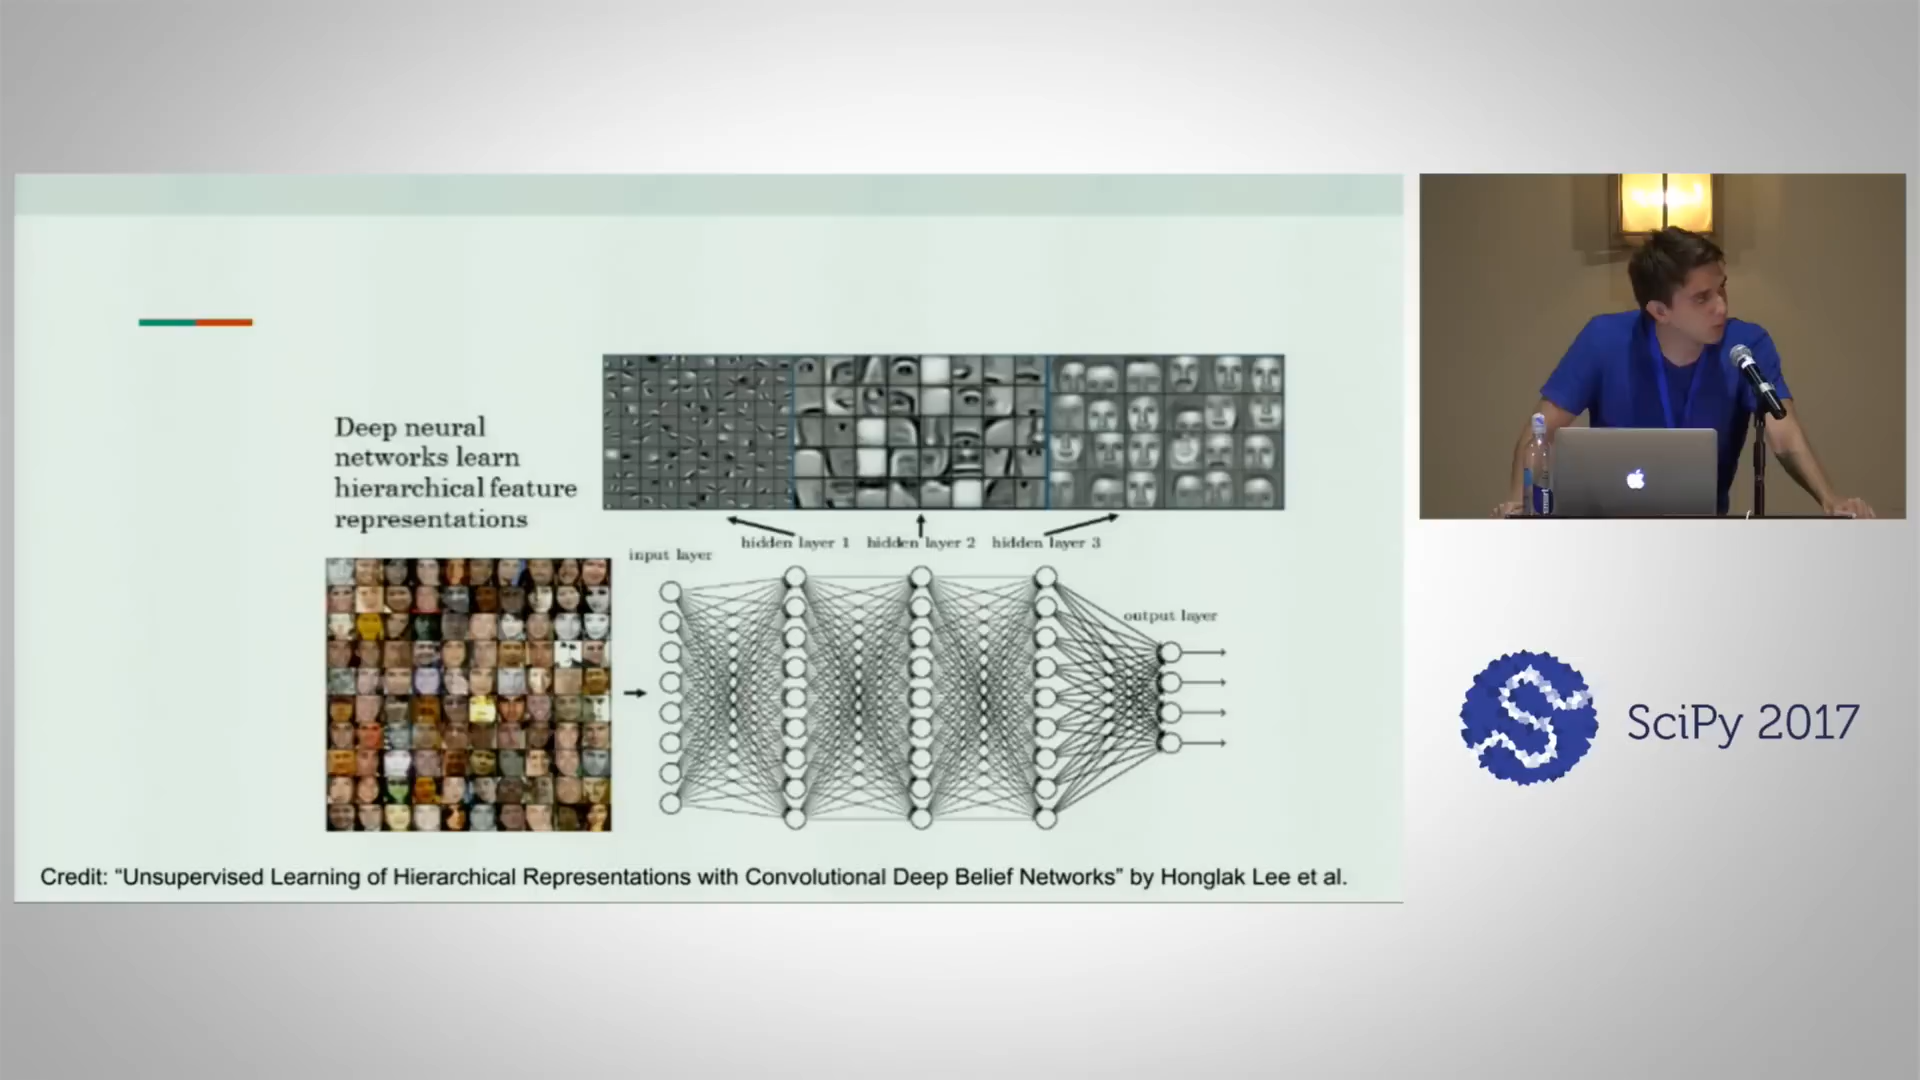 Deep neural
networks learn
hierarchical feature
representations
input layer
hidden layer 1
hidden layer 2
hidden layer 3
output layer
Credit: “Unsupervised Learning of Hierarchical Representations with Convolutional Deep Belief Networks” by Honglak Lee et al.
SciPy 2017